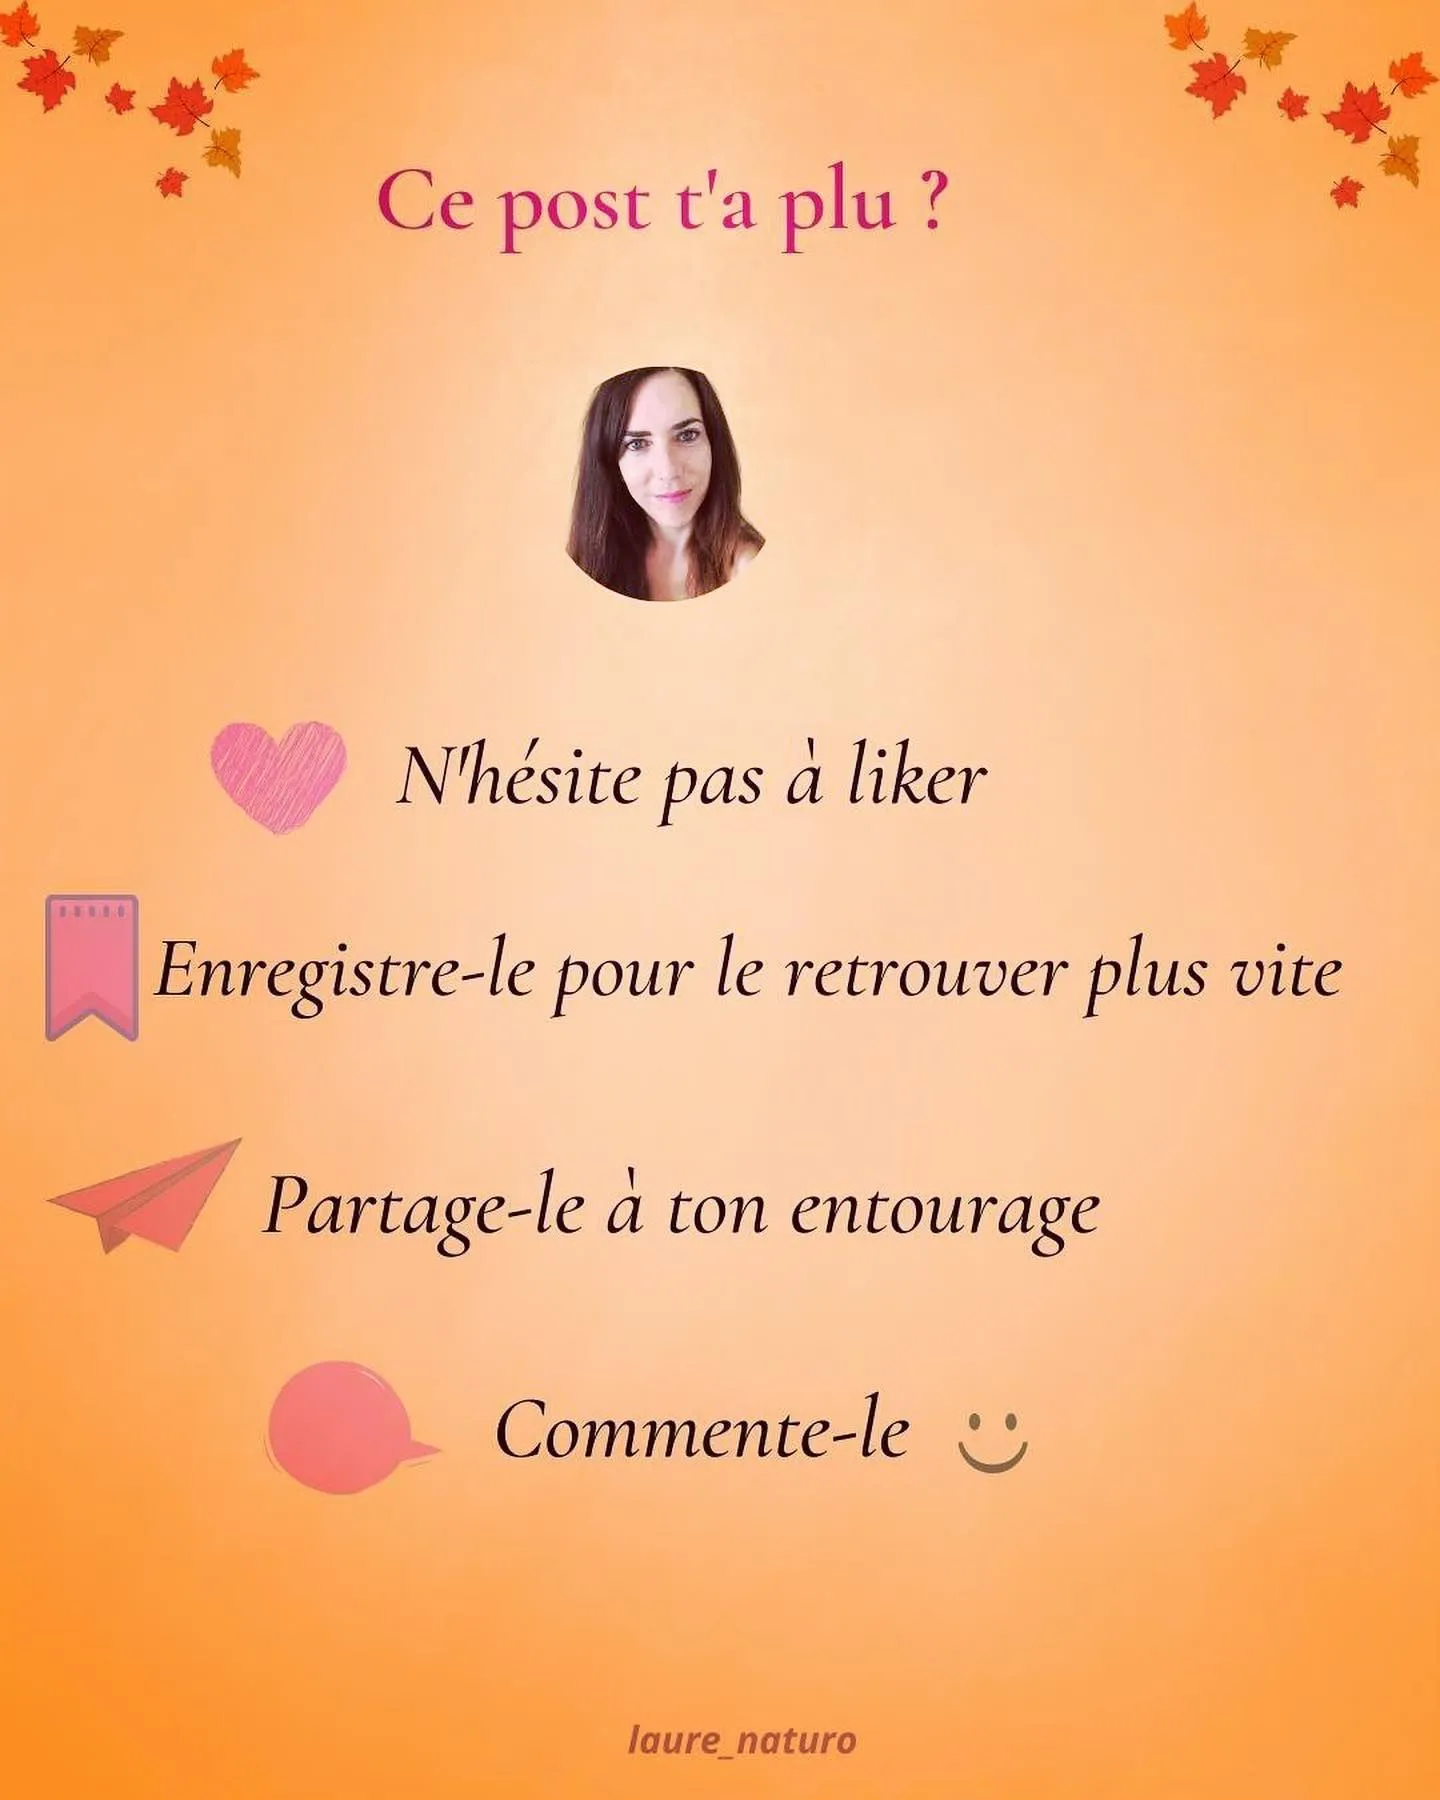 Ce post t'a plu ?
N'hésite pas à liker
Enregistre-le pour le retrouver plus vite
Partage-le à ton entourage
Commente-le
laure_naturo